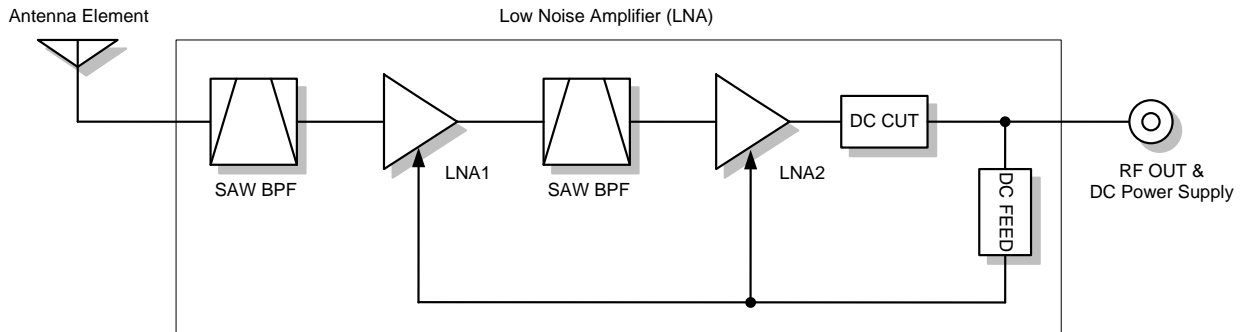 Antenna Element
Low Noise Amplifier (LNA)
SAW BPF
LNA1
SAW BPF
LNA2
DC CUT
DC FEED
RF OUT &
DC Power Supply